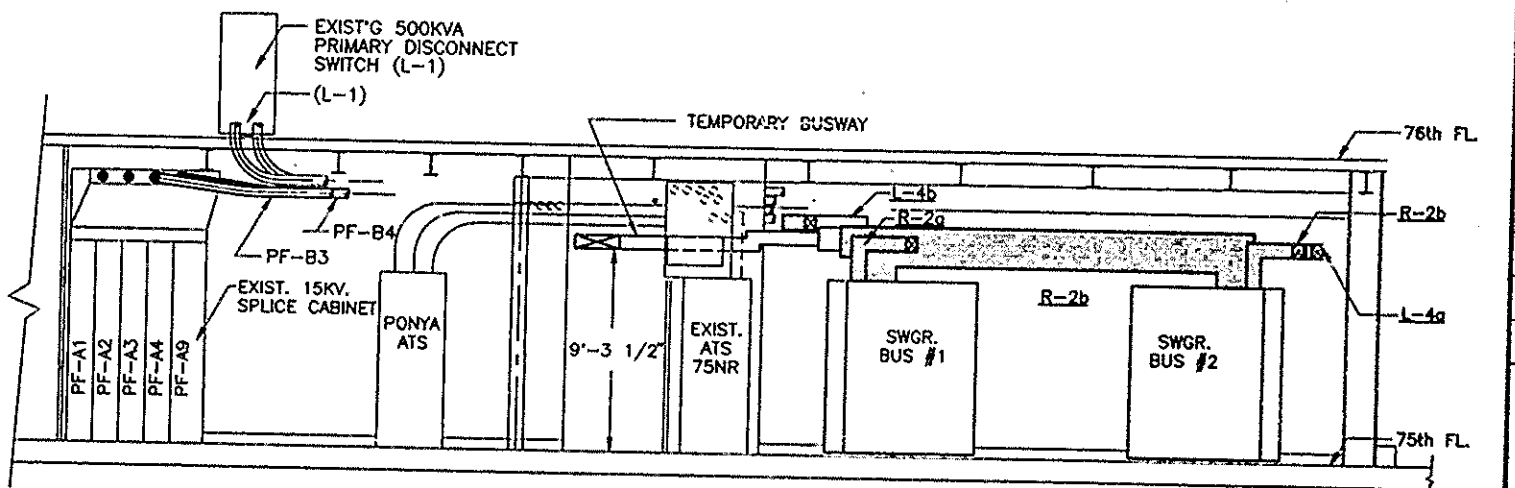 EXIST'G 500KVA
PRIMARY DISCONNECT
SWITCH (L-1)
(L-1)
TEMPORARY BUSWAY
76th FL.
L-4b
R-2a
R-2b
PF-B4
PF-B3
EXIST. 15KV.
SPLICE CABINET
PONYA
ATS
9'-3 1/2"
EXIST.
ATS
75NR
SWGR.
BUS #1
R-2b
SWGR.
BUS #2
L-4a
PF-A1
PF-A2
PF-A3
PF-A4
PF-A9
75th FL.